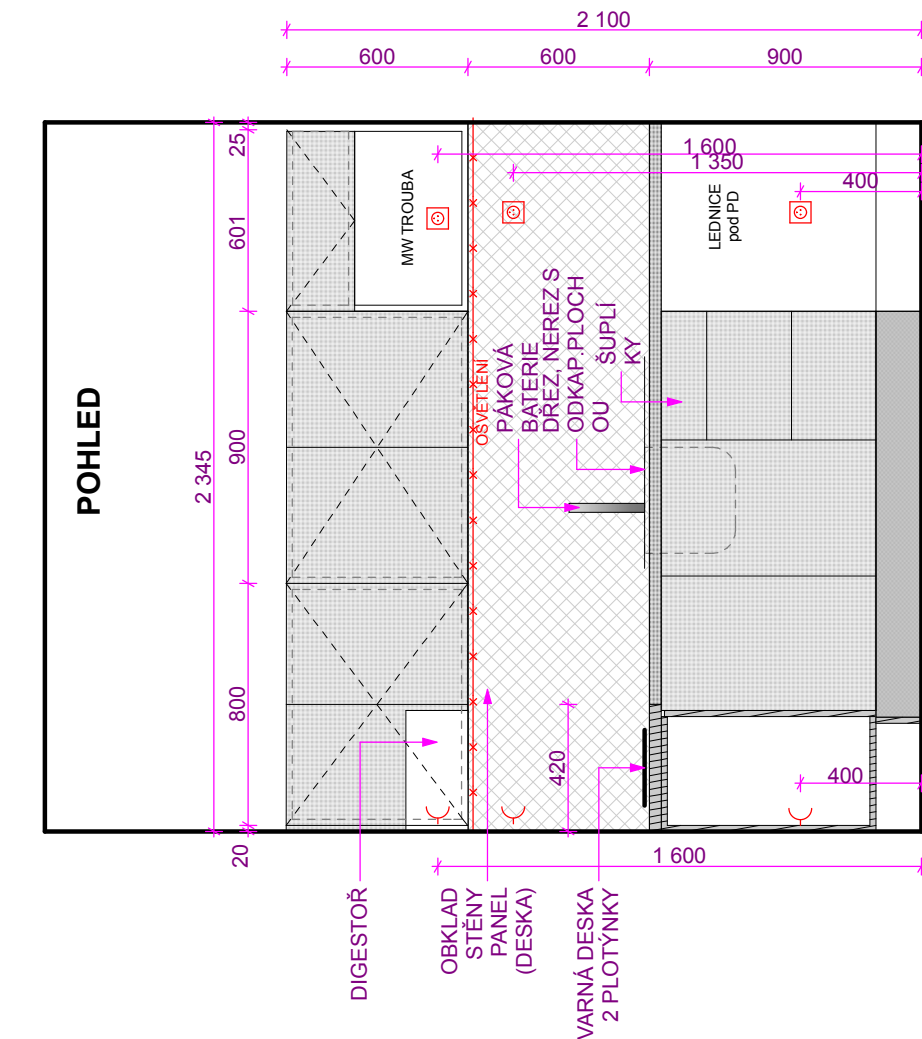 POHLED
2 100
600
600
900
2 345
25
601
900
800
20
1 600
1 350
400
MW TROUBA
LEDNICE
pod PD
OSVĚTLENÍ
PÁKOVÁ
BATERIE
DŘEZ, NEREZ S
ODKAP.PLOCH
OU
ŠUPLÍ
KY
420
400
1 600
DIGESTOŘ
OBKLAD
STĚNY
PANEL
(DESKA)
VARNÁ DESKA
2 PLOTÝNKY